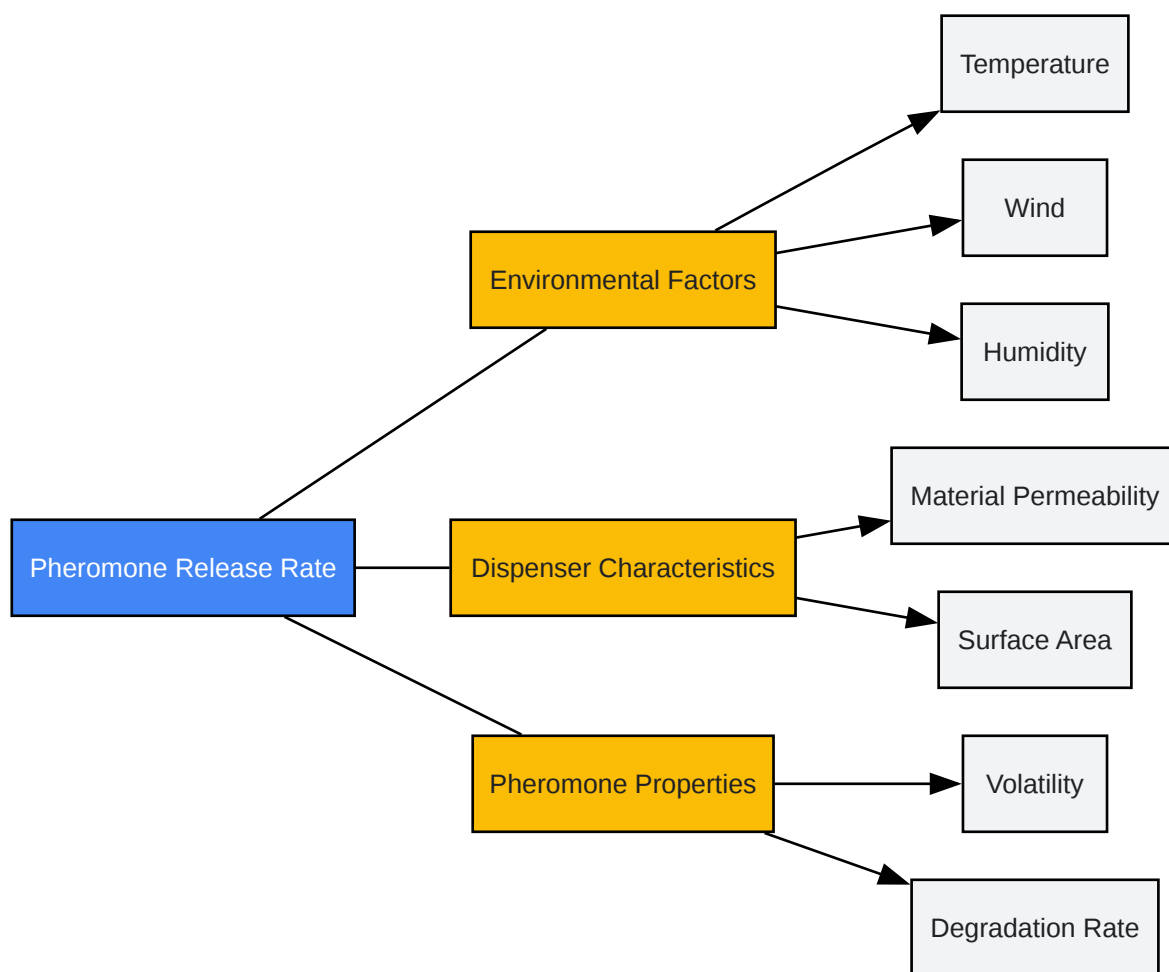 Temperature
Wind
Environmental Factors
Humidity
Material Permeability
Pheromone Release Rate
Dispenser Characteristics
Surface Area
Pheromone Properties
Volatility
Degradation Rate